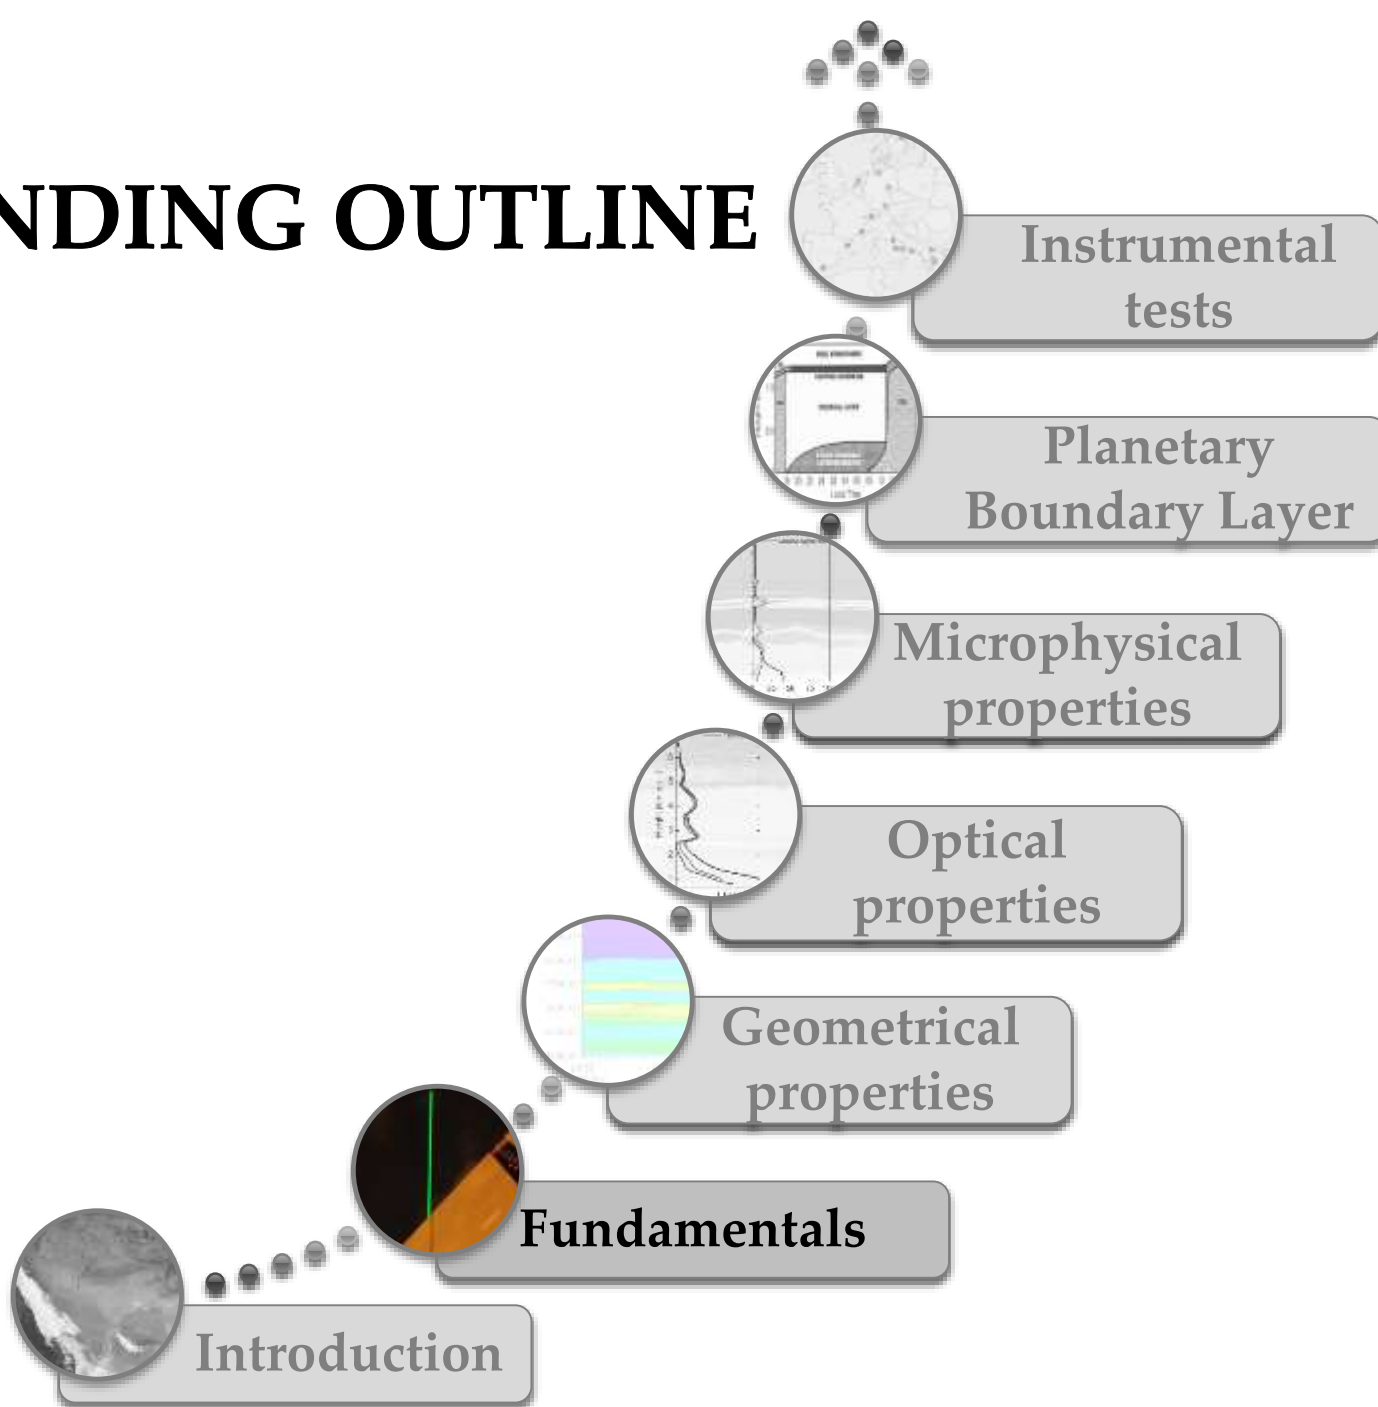 NDING OUTLINE
Instrumental
tests
Planetary
Boundary Layer
Microphysical
properties
Optical
properties
Geometrical
properties
Fundamentals
Introduction